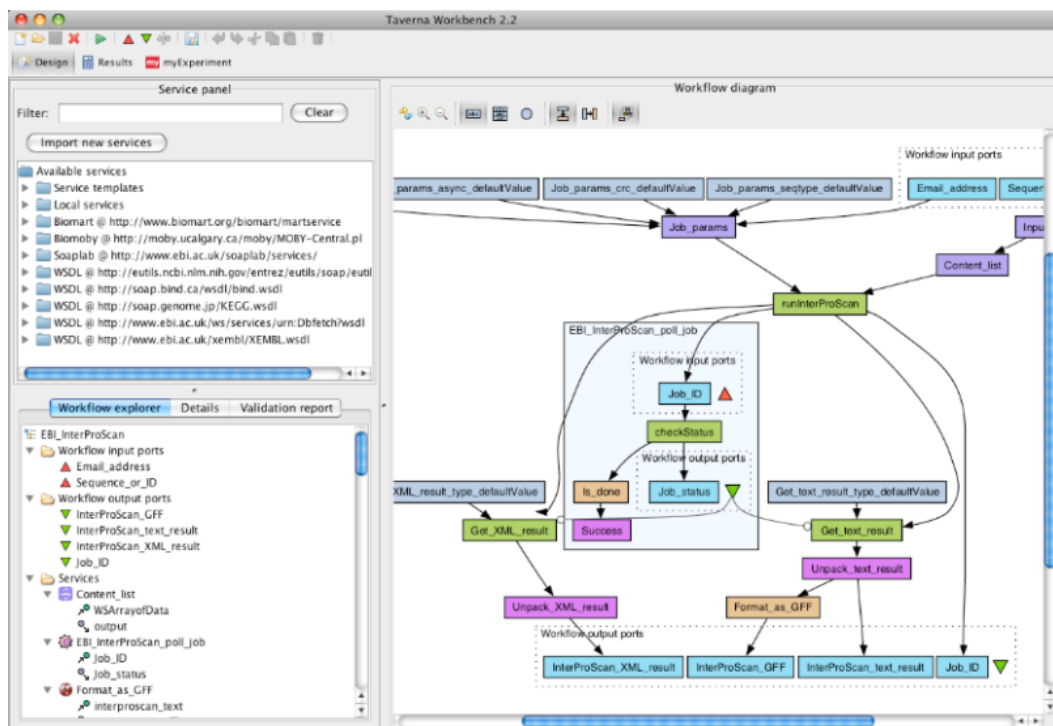 Taverna Workbench 2.2
Design Results my myExperiment
Service panel
Filter: Clear
Import new services
Available services
Service templates
Local services
Biomart @ http://www.biomart.org/biomart/martservice
Biomoby @ http://moby.ucalgary.ca/moby/MOBY-Central.pl
Soaplab @ http://www.ebi.ac.uk/soaplab/services/
WSDL @ http://eutils.ncbi.nlm.nih.gov/entrez/eutils/soap/eutil
WSDL @ http://soap.bind.ca/wsdl/bind.wsdl
WSDL @ http://soap.genome.jp/KEGG.wsdl
WSDL @ http://www.ebi.ac.uk/ws/services/urn:Dbfetch?wsdl
WSDL @ http://www.ebi.ac.uk/xembl/XEMBL.wsdl
Workflow explorer Details Validation report
EBI_InterProScan
Workflow input ports
Email_address
Sequence_or_ID
Workflow output ports
InterProScan_GFF
InterProScan_text_result
InterProScan_XML_result
Job_ID
Services
Content_list
WSArrayofData
output
EBI_InterProScan_poll_job
Job_ID
Job_status
Format_as_GFF
interproscan_text
Workflow diagram
abc
Workflow input ports
_params_async_defaultValue Job_params_crc_defaultValue Job_params_seqtype_defaultValue Email_address Sequen
Job_params Inpu
Content_list
runInterProScan
EBI_InterProScan_poll_job
Workflow input ports
Job_ID
checkStatus
Workflow output ports
XML_result_type_defaultValue Is_done Job_status Get_text_result_type_defaultValue
Get_XML_result Success Get_text_result
Unpack_text_result
Unpack_XML_result Format_as_GFF
Workflow output ports
InterProScan_XML_result InterProScan_GFF InterProScan_text_result Job_ID